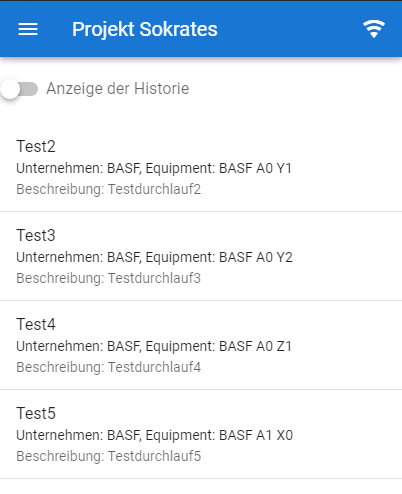 Projekt Sokrates
Anzeige der Historie
Test2
Unternehmen: BASF, Equipment: BASF A0 Y1
Beschreibung: Testdurchlauf2
Test3
Unternehmen: BASF, Equipment: BASF A0 Y2
Beschreibung: Testdurchlauf3
Test4
Unternehmen: BASF, Equipment: BASF A0 Z1
Beschreibung: Testdurchlauf4
Test5
Unternehmen: BASF, Equipment: BASF A1 X0
Beschreibung: Testdurchlauf5